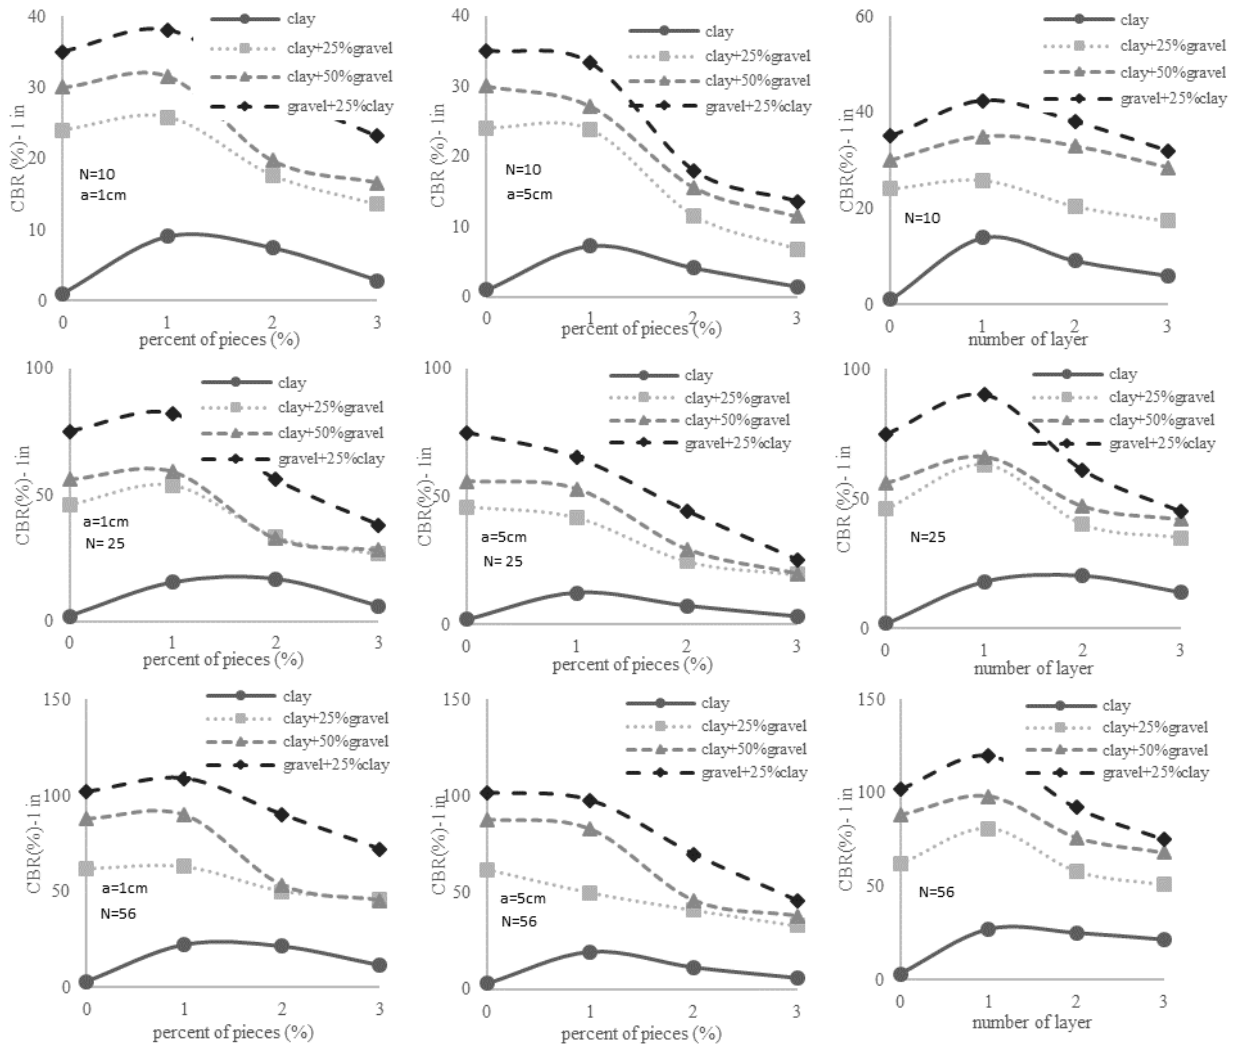 40
clay
clay+25%gravel
clay+50%gravel
gravel+25%clay
30
20
10
0
CBR (%)- 1 in
N=10
a=1cm
0 1 2 3
percent of pieces (%)
40
clay
clay+25%gravel
clay+50%gravel
gravel+25%clay
30
20
10
0
CBR (%)- 1in
N=10
a=5cm
0 1 2 3
percent of pieces (%)
60
clay
clay+25%gravel
clay+50%gravel
gravel+25%clay
40
20
0
CBR(%)- 1 in
N=10
0 1 2 3
number of layer
100
clay
clay+25%gravel
clay+50%gravel
gravel+25%clay
50
0
CBR(%)- 1in
a=1cm
N= 25
0 1 2 3
percent of pieces (%)
100
clay
clay+25%gravel
clay+50%gravel
gravel+25%clay
50
0
CBR(%)- 1in
a=5cm
N= 25
0 1 2 3
percent of pieces (%)
100
clay
clay+25%gravel
clay+50%gravel
gravel+25%clay
50
0
CBR (%)- 1 in
N=25
0 1 2 3
number of layer
150
clay
clay+25%gravel
clay+50%gravel
gravel+25%clay
100
50
0
CBR(%)-1 in
a=1cm
N=56
0 1 2 3
percent of pieces (%)
150
clay
clay+25%gravel
clay+50%gravel
gravel+25%clay
100
50
0
CBR(%)-1 in
a=5cm
N=56
0 1 2 3
percent of pieces (%)
150
clay
clay+25%gravel
clay+50%gravel
gravel+25%clay
100
50
0
CBR(%)- 1 in
N=56
0 1 2 3
number of layer